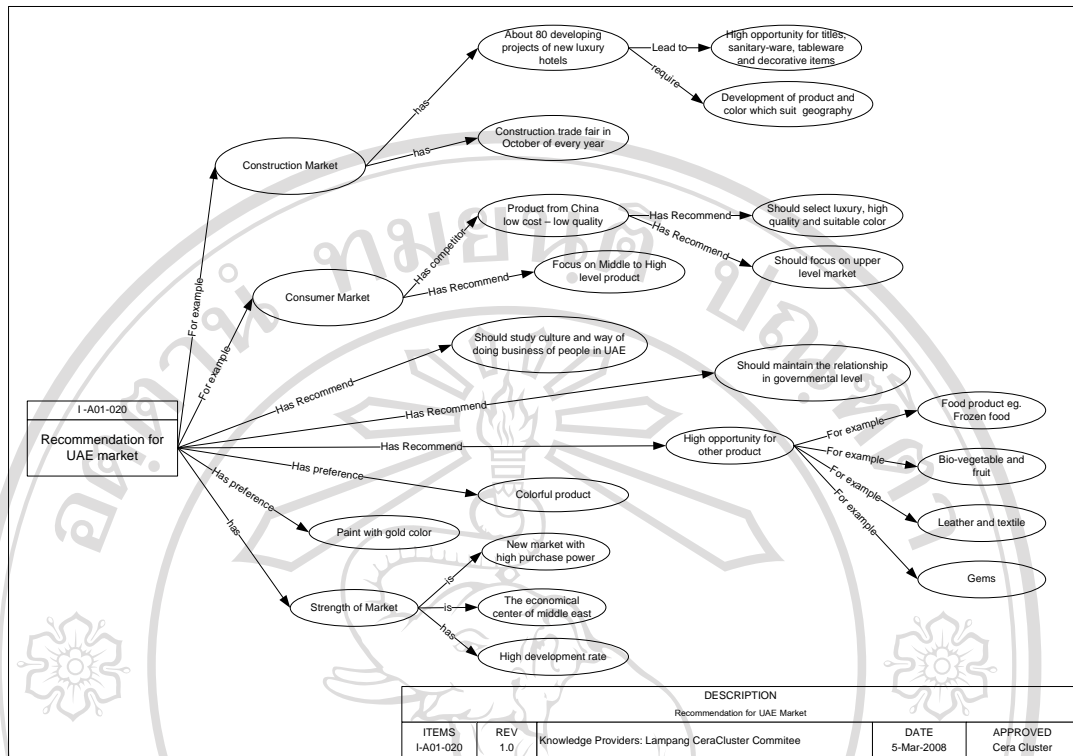 About 80 developing
projects of new luxury
hotels
Lead to
High opportunity for titles,
sanitary-ware, tableware
and decorative items
require
Development of product and
color which suit geography
has
Construction Market
has
Construction trade fair in
October of every year
For example
Product from China
low cost – low quality
Has Recommend
Should select luxury, high
quality and suitable color
Has Recommend
Should focus on upper
level market
Has competitor
Consumer Market
Has Recommend
Focus on Middle to High
level product
For example
Should study culture and way of
doing business of people in UAE
Has Recommend
Should maintain the relationship
in governmental level
Has Recommend
I -A01-020
Recommendation for
UAE market
Has Recommend
High opportunity for
other product
For example
Food product eg.
Frozen food
For example
Bio-vegetable and
fruit
For example
Leather and textile
For example
Gems
Has preference
Colorful product
Has preference
Paint with gold color
has
Strength of Market
is
New market with
high purchase power
is
The economical
center of middle east
has
High development rate
DESCRIPTION
Recommendation for UAE Market
ITEMS
I-A01-020
REV
1.0
Knowledge Providers: Lampang CeraCluster Commitee
DATE
5-Mar-2008
APPROVED
Cera Cluster